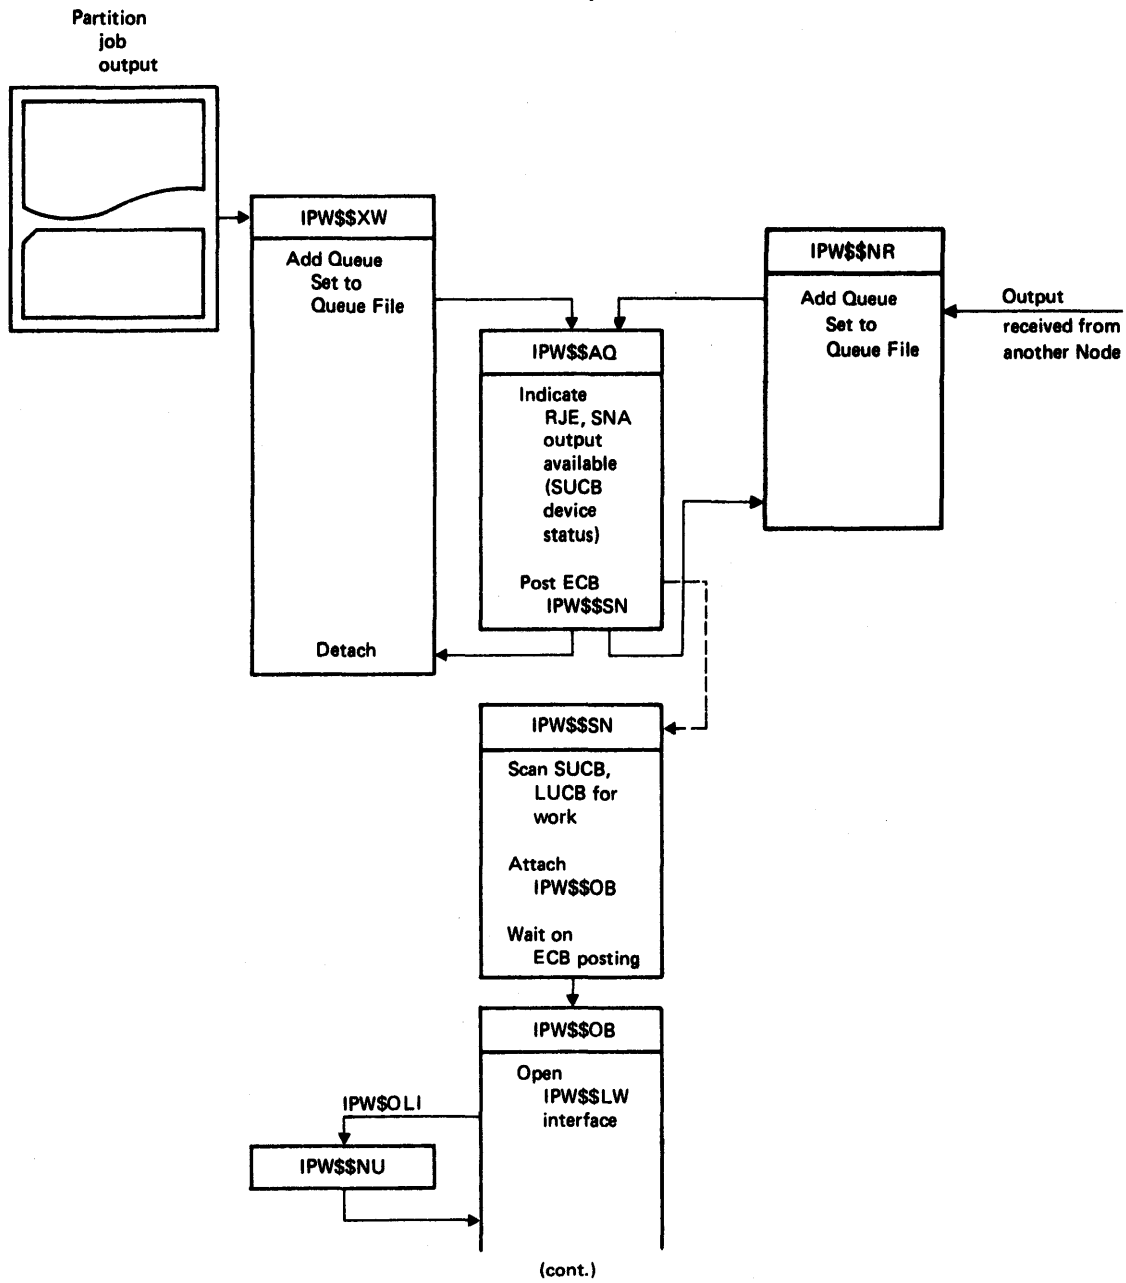 Partition
job
output
IPW$$XW
Add Queue
Set to
Queue File
Detach
IPW$$NR
Add Queue
Set to
Queue File
Output
received from
another Node
IPW$$AQ
Indicate
RJE, SNA
output
available
(SUCB
device
status)
Post ECB
IPW$$SN
IPW$$SN
Scan SUCB,
LUCB for
work
Attach
IPW$$OB
Wait on
ECB posting
IPW$$OB
Open
IPW$$LW
interface
IPW$OLI
IPW$$NU
(cont.)